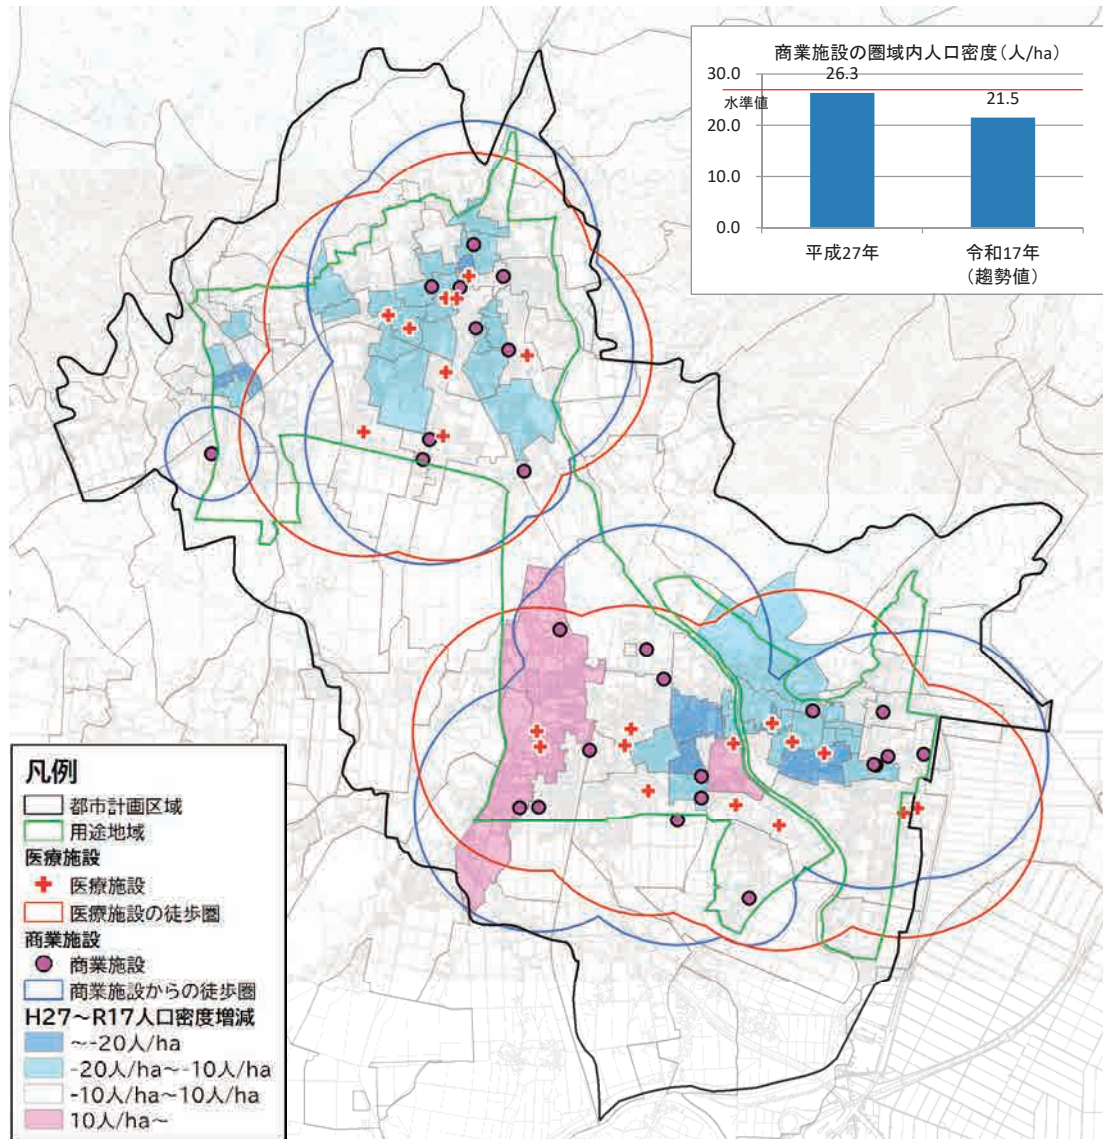 商業施設の圏域内人口密度（人/ha）
30.0
26.3
水準値
21.5
20.0
10.0
0.0
平成27年
令和17年
（趨勢値）
凡例
都市計画区域
用途地域
医療施設
医療施設
医療施設の徒歩圏
商業施設
商業施設
商業施設からの徒歩圏
H27～R17人口密度増減
～-20人/ha
-20人/ha～-10人/ha
-10人/ha～10人/ha
10人/ha～